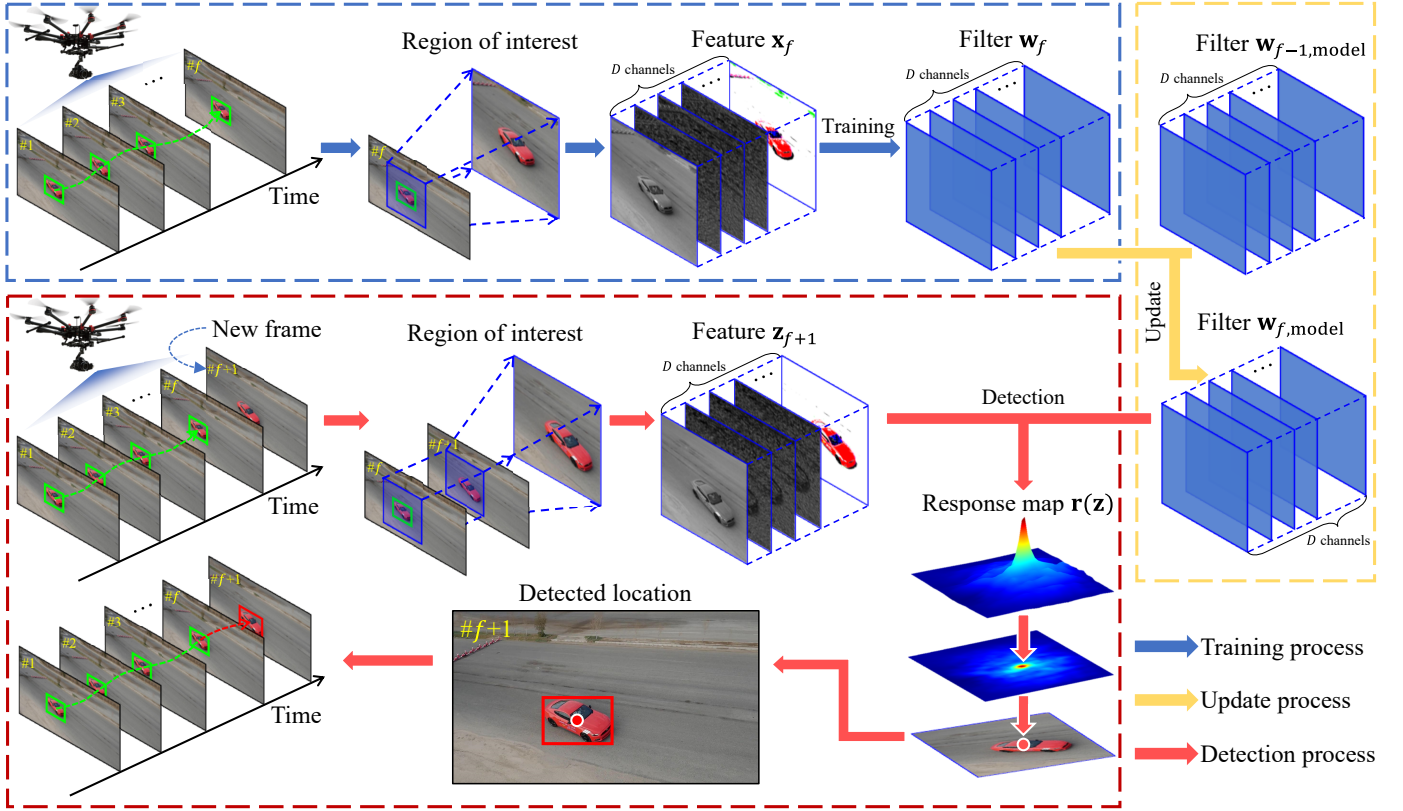 Region of interest
Feature 𝐱_f
Filter 𝐰_f
Filter 𝐰_{f−1,model}
D channels
D channels
D channels
#1
#2
#3
...
#f
#f
...
...
...
Training
Time
Update
New frame
Region of interest
Feature 𝐳_{f+1}
Filter 𝐰_{f,model}
D channels
#1
#2
#3
...
#f
#f+1
#f
#f+1
...
...
Detection
Time
Response map 𝐫(𝐳)
D channels
Detected location
#1
#2
#3
...
#f
#f+1
#f+1
Time
Training process
Update process
Detection process